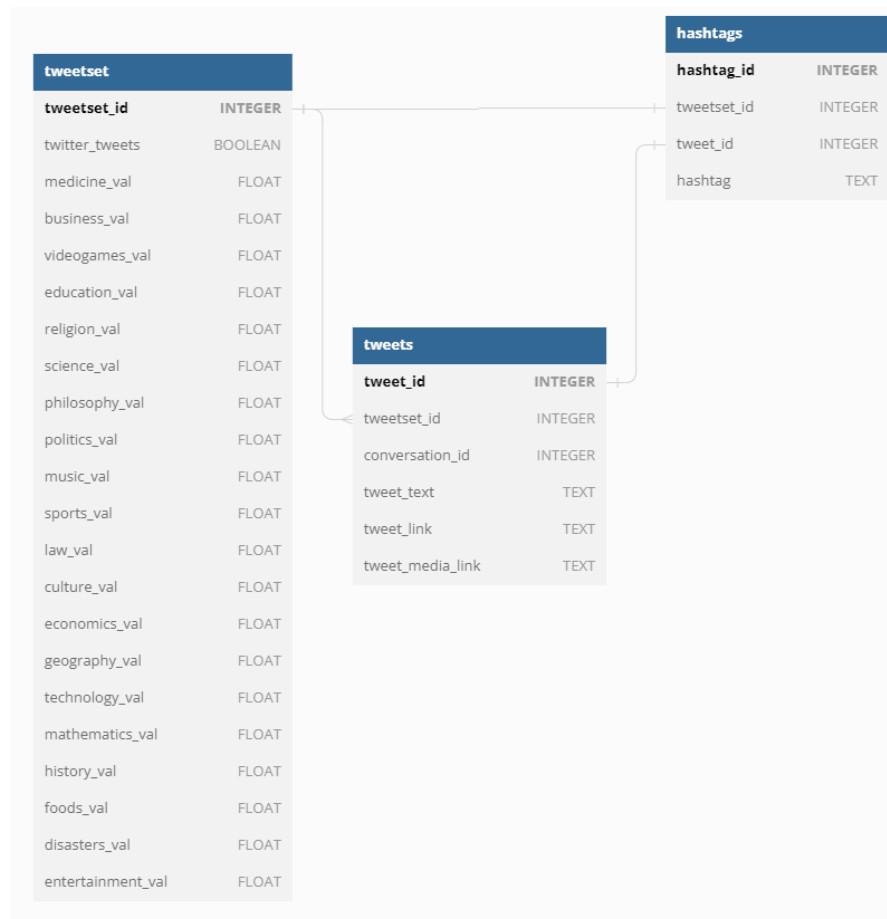 tweetset
tweetset_id INTEGER
twitter_tweets BOOLEAN
medicine_val FLOAT
business_val FLOAT
videogames_val FLOAT
education_val FLOAT
religion_val FLOAT
science_val FLOAT
philosophy_val FLOAT
politics_val FLOAT
music_val FLOAT
sports_val FLOAT
law_val FLOAT
culture_val FLOAT
economics_val FLOAT
geography_val FLOAT
technology_val FLOAT
mathematics_val FLOAT
history_val FLOAT
foods_val FLOAT
disasters_val FLOAT
entertainment_val FLOAT
tweets
tweet_id INTEGER
tweetset_id INTEGER
conversation_id INTEGER
tweet_text TEXT
tweet_link TEXT
tweet_media_link TEXT
hashtags
hashtag_id INTEGER
tweetset_id INTEGER
tweet_id INTEGER
hashtag TEXT